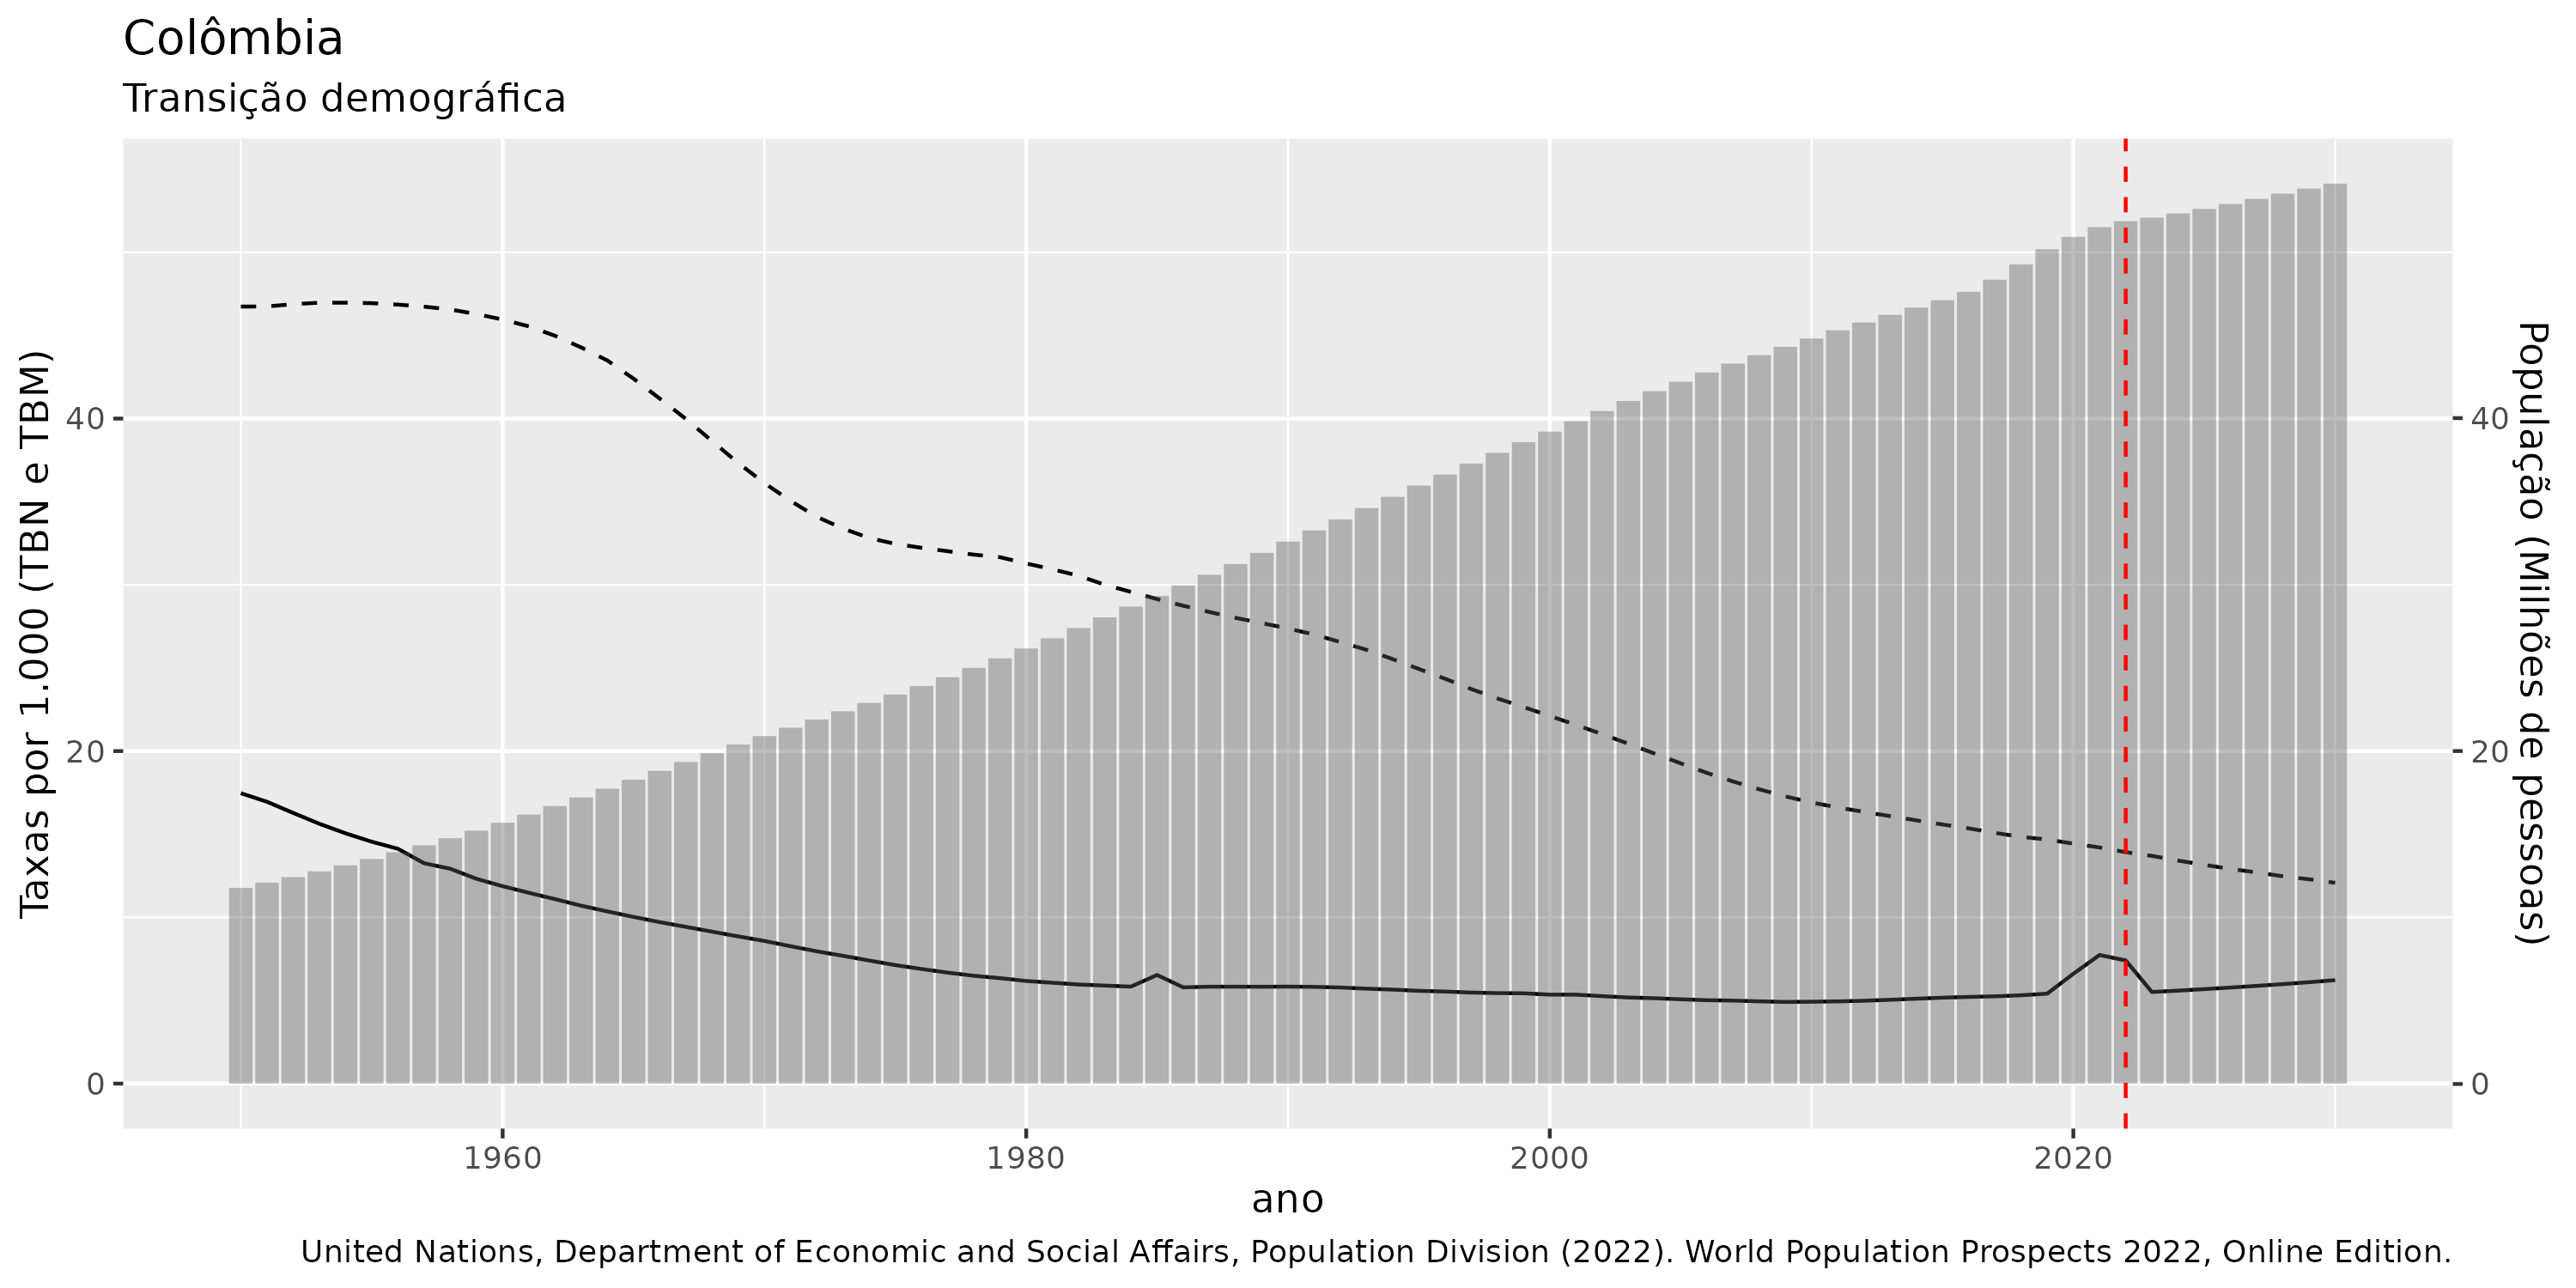 Colômbia
Transição demográfica
Taxas por 1.000 (TBN e TBM)
40
20
0
40
20
0
População (Milhões de pessoas)
1960
1980
2000
2020
ano
United Nations, Department of Economic and Social Affairs, Population Division (2022). World Population Prospects 2022, Online Edition.